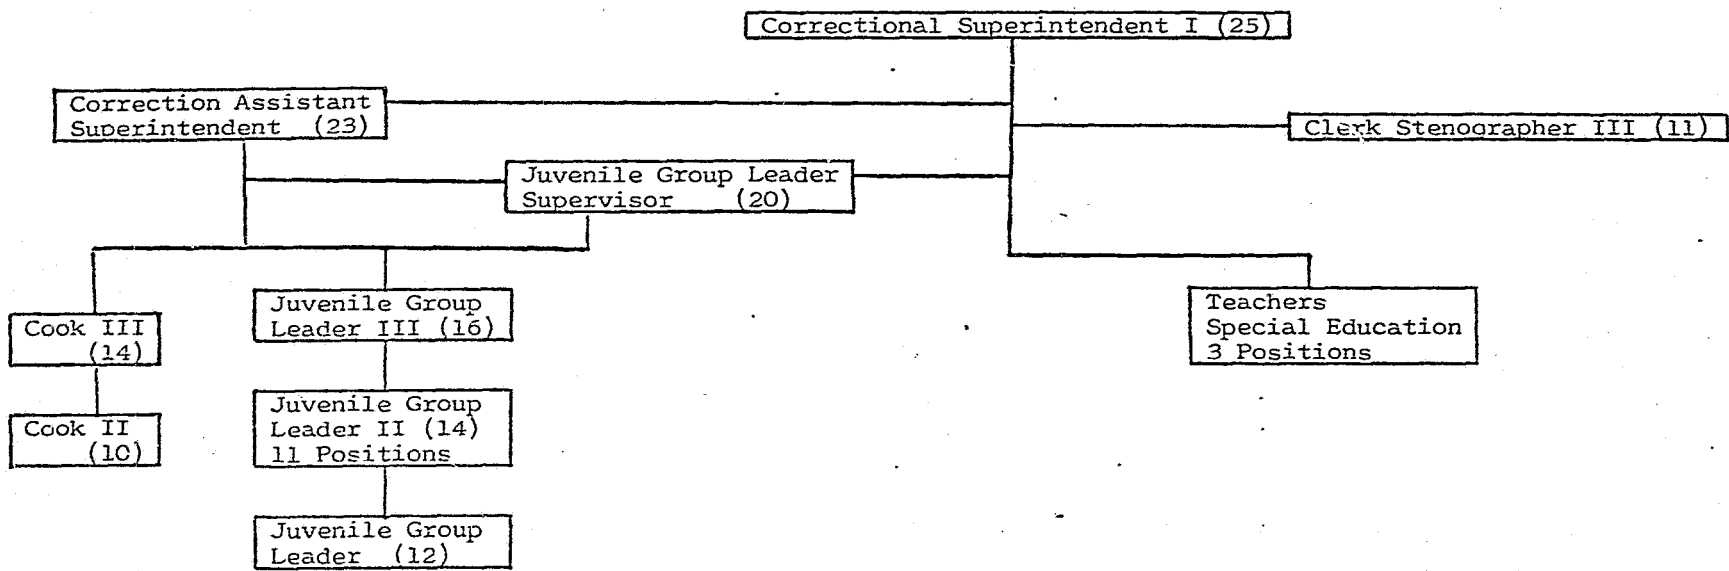 Correctional Superintendent I (25)
Correction Assistant
Superintendent (23)
Clerk Stenographer III (11)
Juvenile Group Leader
Supervisor (20)
Juvenile Group
Leader III (16)
Teachers
Special Education
3 Positions
Cook III
(14)
Juvenile Group
Leader II (14)
11 Positions
Cook II
(10)
Juvenile Group
Leader (12)